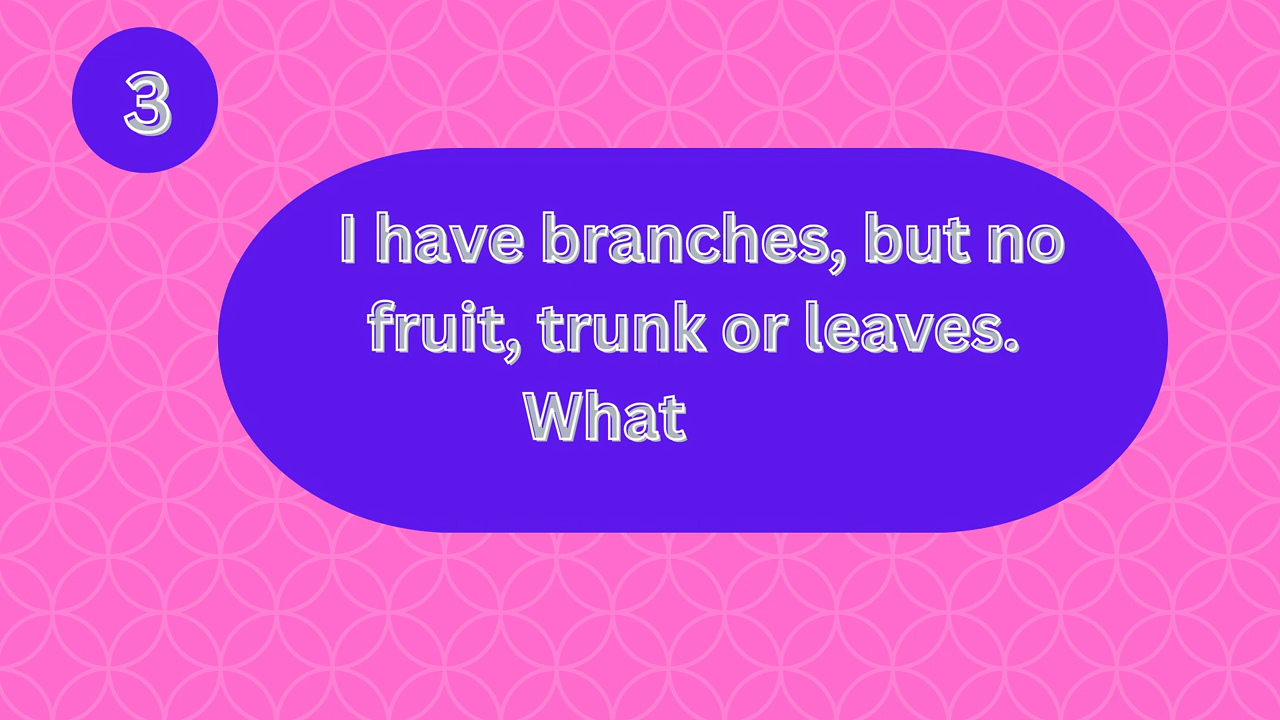 3
I have branches, but no
fruit, trunk or leaves.
What